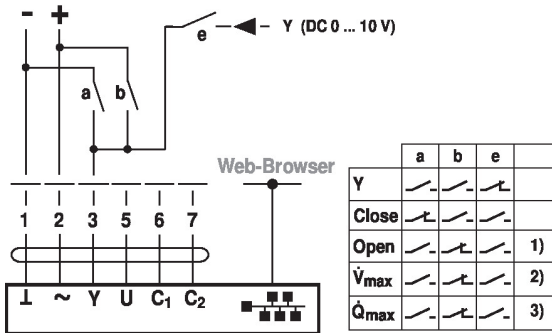 - +
Y (DC 0 ... 10 V)
e
a b
Web-Browser
1 2 3 5 6 7
⊥ ~ Y U C1 C2
a b e
Y
Close
Open 1)
V̇max 2)
Q̇max 3)